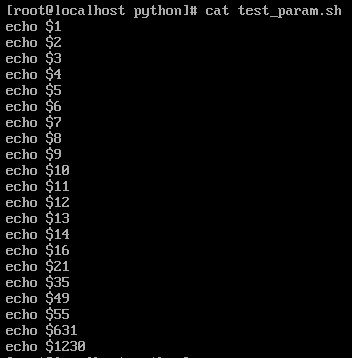 [root@localhost python]# cat test_param.sh
echo $1
echo $2
echo $3
echo $4
echo $5
echo $6
echo $7
echo $8
echo $9
echo $10
echo $11
echo $12
echo $13
echo $14
echo $16
echo $21
echo $35
echo $49
echo $55
echo $631
echo $1230